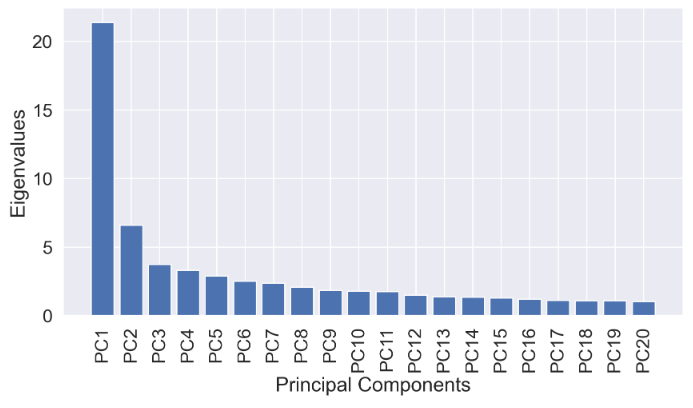 20
15
10
5
0
Eigenvalues
PC1
PC2
PC3
PC4
PC5
PC6
PC7
PC8
PC9
PC10
PC11
PC12
PC13
PC14
PC15
PC16
PC17
PC18
PC19
PC20
Principal Components